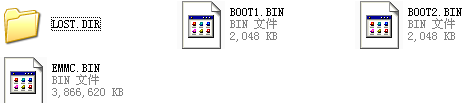 LOST.DIR
BOOT1.BIN
BIN 文件
2,048 KB
BOOT2.BIN
BIN 文件
2,048 KB
EMMC.BIN
BIN 文件
3,866,620 KB